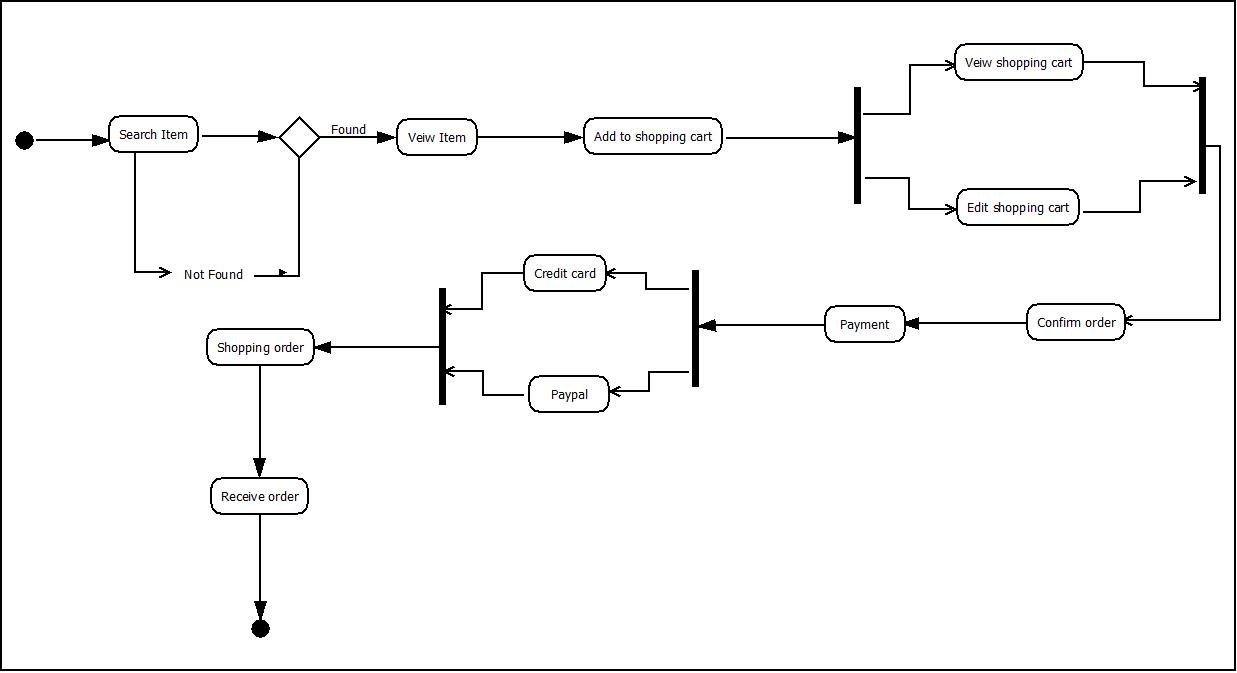 Veiw shopping cart
Search Item
Found
Veiw Item
Add to shopping cart
Edit shopping cart
Not Found
Credit card
Payment
Confirm order
Shopping order
Paypal
Receive order